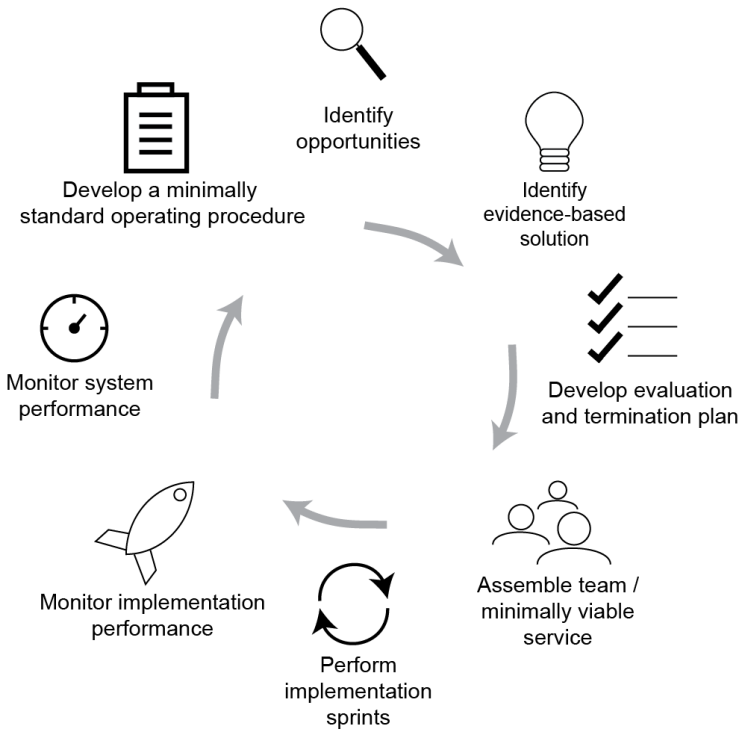 Identify
opportunities
Identify
evidence-based
solution
Develop evaluation
and termination plan
Assemble team /
minimally viable
service
Perform
implementation
sprints
Monitor implementation
performance
Monitor system
performance
Develop a minimally
standard operating procedure